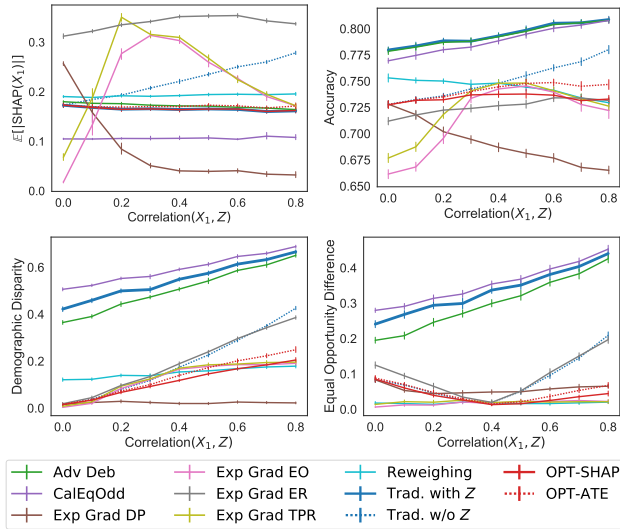 0.3
0.2
0.1
0.0
𝔼[|SHAP(X₁)|]
0.0 0.2 0.4 0.6 0.8
Correlation(X₁, Z)
0.800
0.775
0.750
0.725
0.700
0.675
0.650
Accuracy
0.0 0.2 0.4 0.6 0.8
Correlation(X₁, Z)
0.6
0.4
0.2
0.0
Demographic Disparity
0.0 0.2 0.4 0.6 0.8
Correlation(X₁, Z)
0.4
0.3
0.2
0.1
0.0
Equal Opportunity Difference
0.0 0.2 0.4 0.6 0.8
Correlation(X₁, Z)
Adv Deb
CalEqOdd
Exp Grad DP
Exp Grad EO
Exp Grad ER
Exp Grad TPR
Reweighing
Trad. with Z
Trad. w/o Z
OPT-SHAP
OPT-ATE